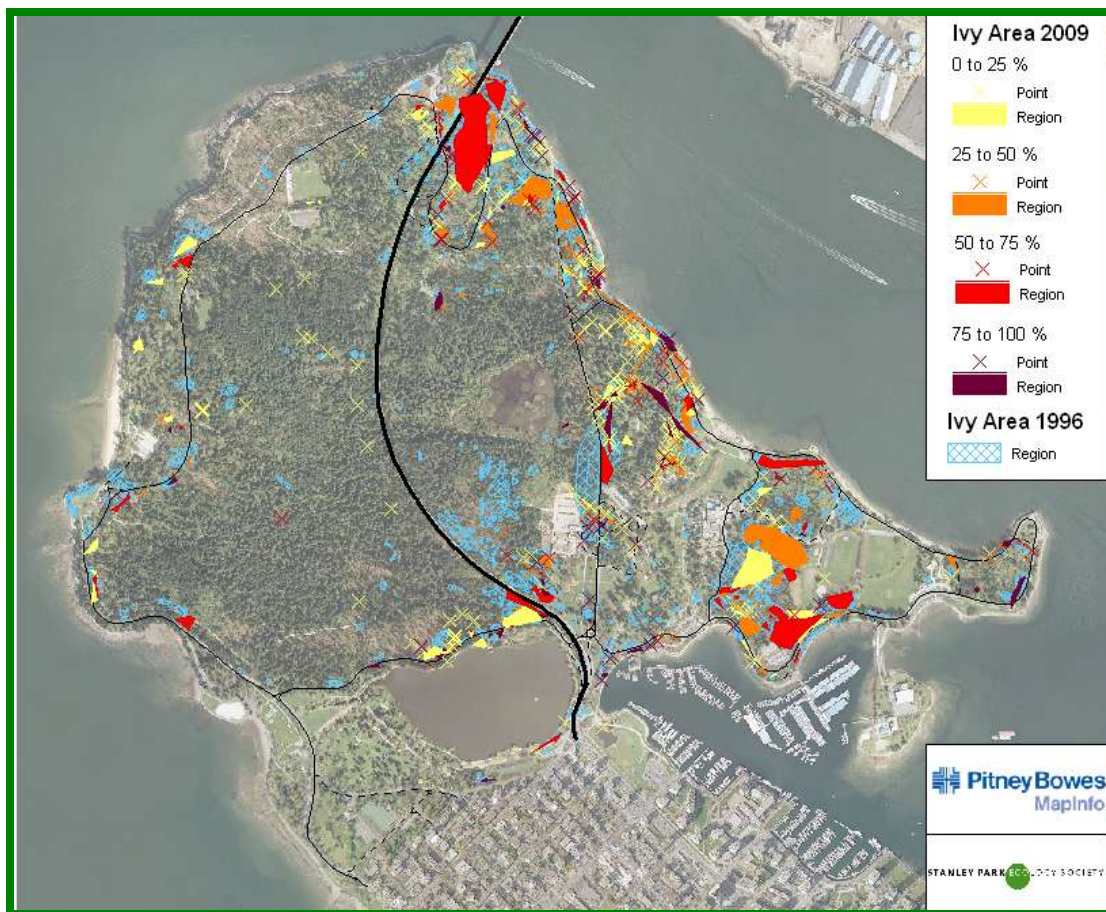 Ivy Area 2009
0 to 25 %
Point
Region
25 to 50 %
Point
Region
50 to 75 %
Point
Region
75 to 100 %
Point
Region
Ivy Area 1996
Region
Pitney Bowes
MapInfo
STANLEY PARK ECOLOGY SOCIETY